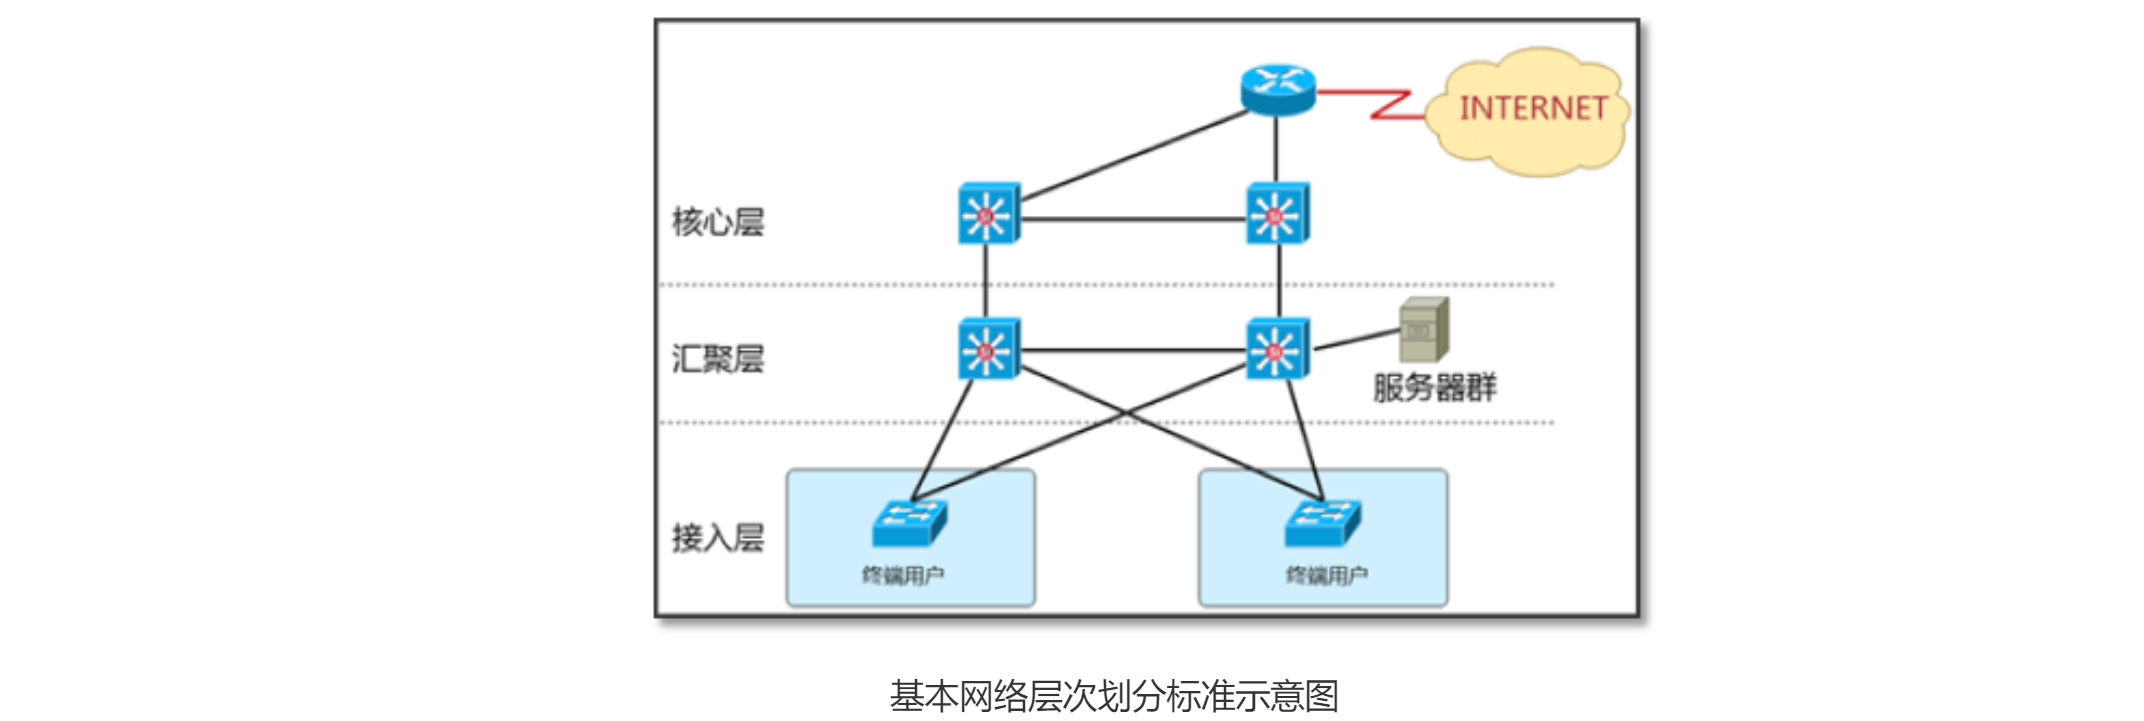 INTERNET
核心层
汇聚层
服务器群
接入层
终端用户
终端用户
基本网络层次划分标准示意图